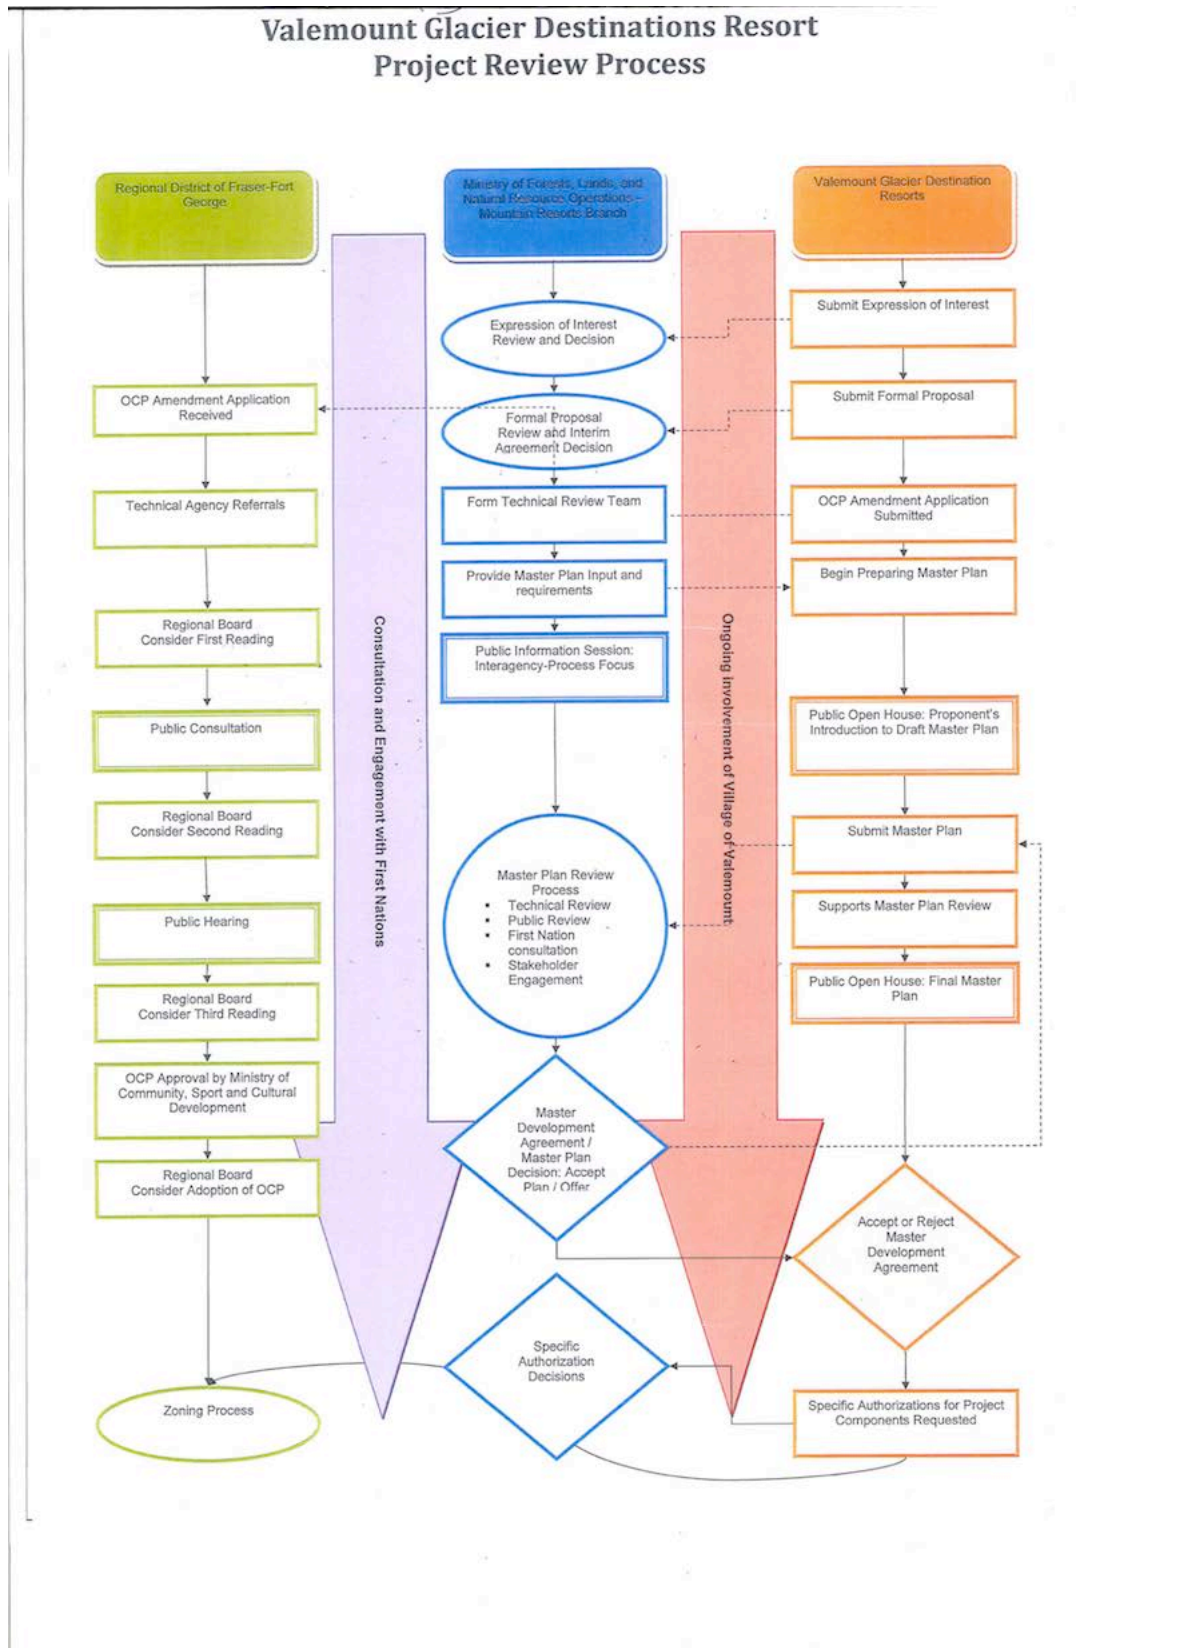 Valemount Glacier Destinations Resort
Project Review Process
Regional District of Fraser-Fort
George
OCP Amendment Application
Received
Technical Agency Referrals
Regional Board
Consider First Reading
Public Consultation
Regional Board
Consider Second Reading
Public Hearing
Regional Board
Consider Third Reading
OCP Approval by Ministry of
Community, Sport and Cultural
Development
Regional Board
Consider Adoption of OCP
Zoning Process
Consultation and Engagement with First Nations
Ministry of Forests, Lands, and
Natural Resource Operations –
Mountain Resorts Branch
Expression of Interest
Review and Decision
Formal Proposal
Review and Interim
Agreement Decision
Form Technical Review Team
Provide Master Plan Input and
requirements
Public Information Session:
Interagency-Process Focus
Master Plan Review
Process
▪ Technical Review
▪ Public Review
▪ First Nation
consultation
▪ Stakeholder
Engagement
Master
Development
Agreement /
Master Plan
Decision: Accept
Plan / Offer
Specific
Authorization
Decisions
Ongoing involvement of Village of Valemount
Valemount Glacier Destination
Resorts
Submit Expression of Interest
Submit Formal Proposal
OCP Amendment Application
Submitted
Begin Preparing Master Plan
Public Open House: Proponent's
Introduction to Draft Master Plan
Submit Master Plan
Supports Master Plan Review
Public Open House: Final Master
Plan
Accept or Reject
Master
Development
Agreement
Specific Authorizations for Project
Components Requested